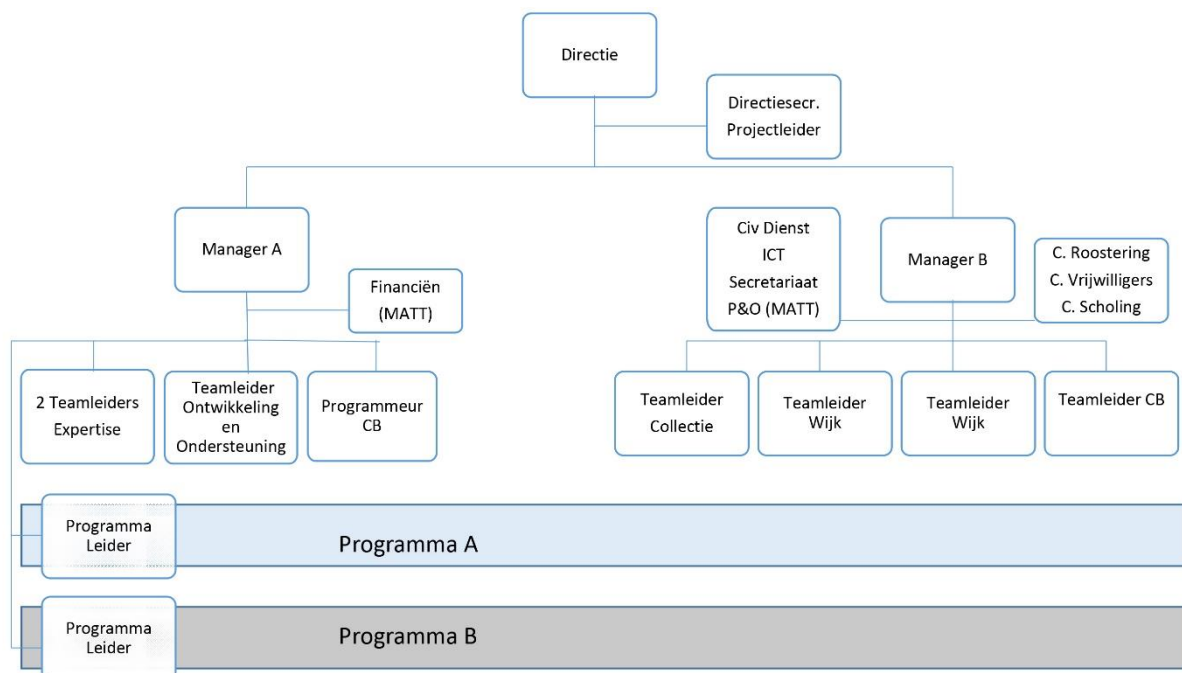 Directie
Directiesecr.
Projectleider
Manager A
Civ Dienst
ICT
Secretariaat
P&O (MATT)
Manager B
C. Roostering
C. Vrijwilligers
C. Scholing
Financiën
(MATT)
2 Teamleiders
Expertise
Teamleider
Ontwikkeling
en
Ondersteuning
Programmeur
CB
Teamleider
Collectie
Teamleider
Wijk
Teamleider
Wijk
Teamleider CB
Programma
Leider
Programma A
Programma
Leider
Programma B